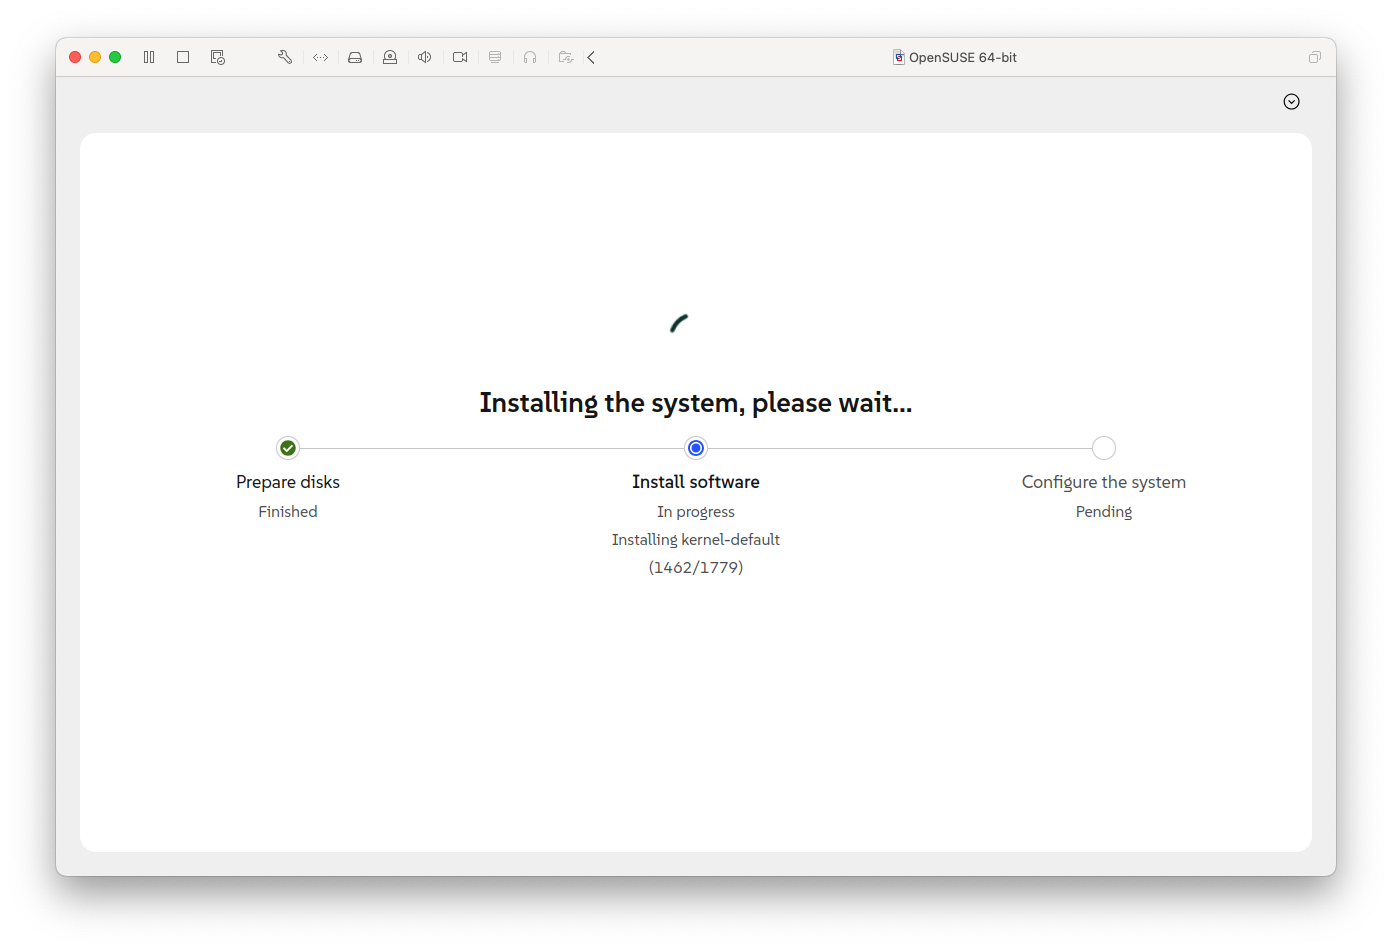 OpenSUSE 64-bit
Installing the system, please wait...
Prepare disks
Finished
Install software
In progress
Installing kernel-default
(1462/1779)
Configure the system
Pending